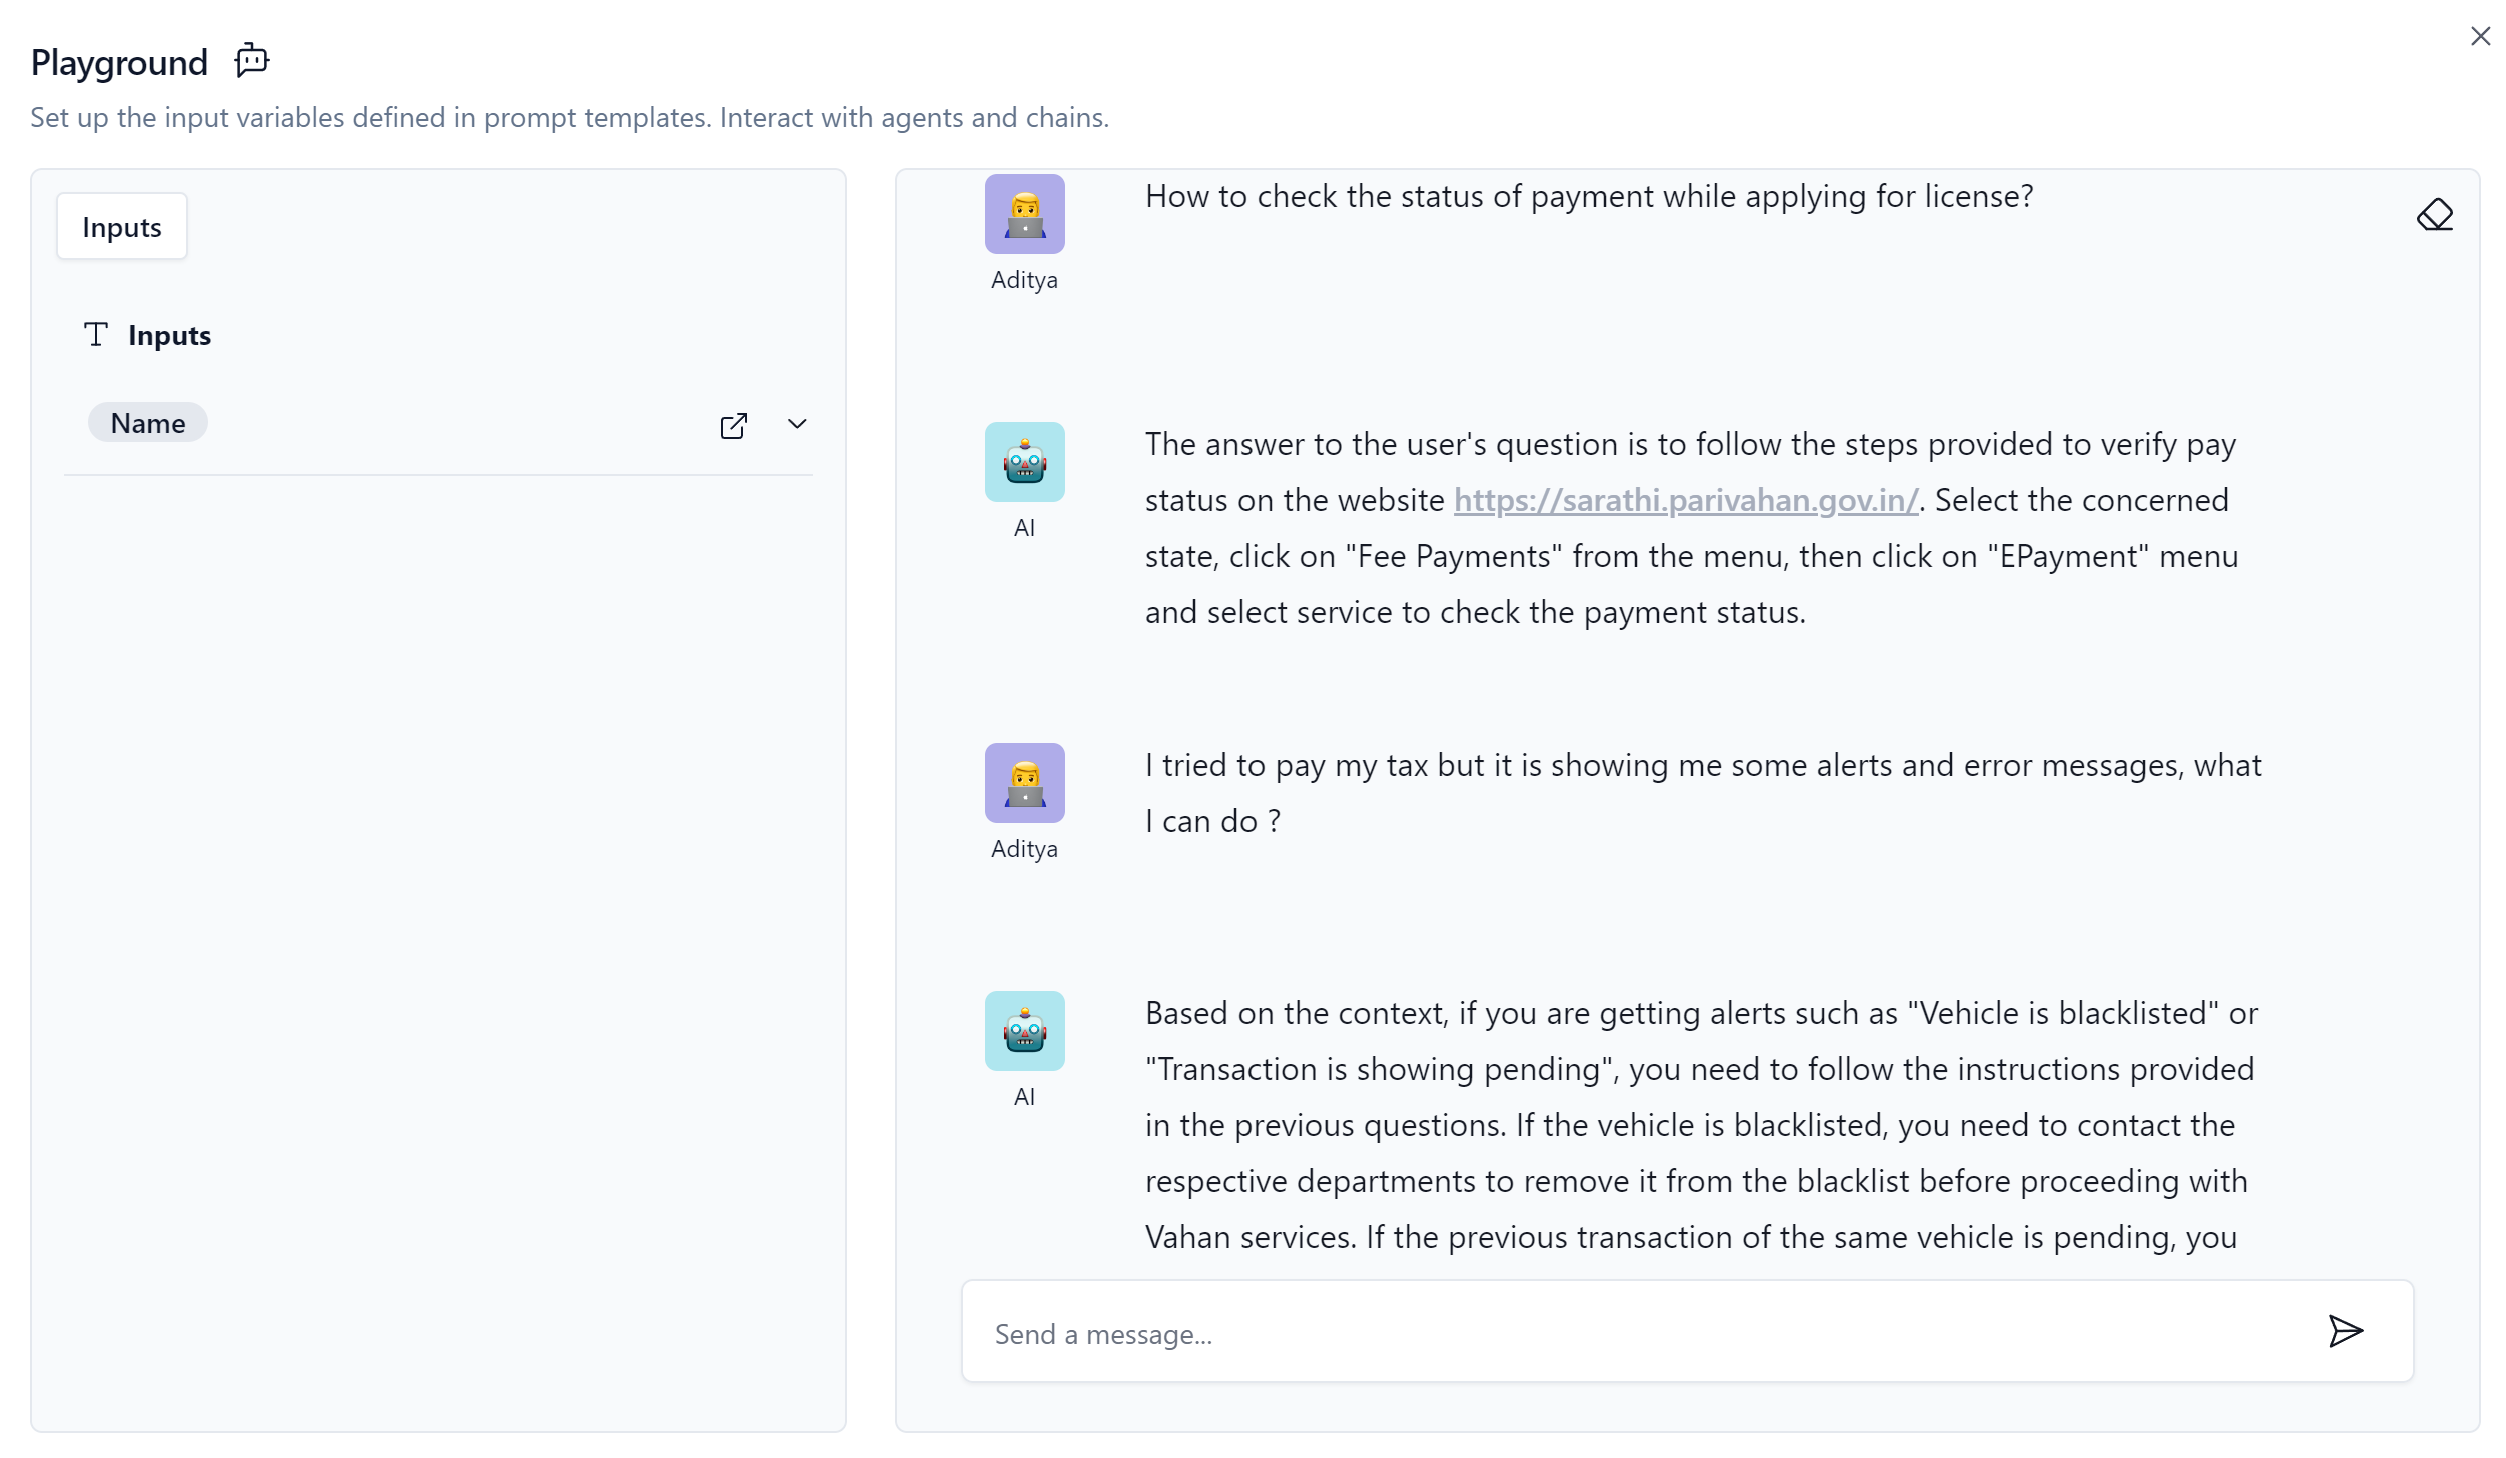 Playground
Set up the input variables defined in prompt templates. Interact with agents and chains.
Inputs
Inputs
Name
How to check the status of payment while applying for license?
Aditya
The answer to the user's question is to follow the steps provided to verify pay
status on the website https://sarathi.parivahan.gov.in/. Select the concerned
state, click on "Fee Payments" from the menu, then click on "EPayment" menu
and select service to check the payment status.
AI
I tried to pay my tax but it is showing me some alerts and error messages, what
I can do ?
Aditya
Based on the context, if you are getting alerts such as "Vehicle is blacklisted" or
"Transaction is showing pending", you need to follow the instructions provided
in the previous questions. If the vehicle is blacklisted, you need to contact the
respective departments to remove it from the blacklist before proceeding with
Vahan services. If the previous transaction of the same vehicle is pending, you
AI
Send a message...